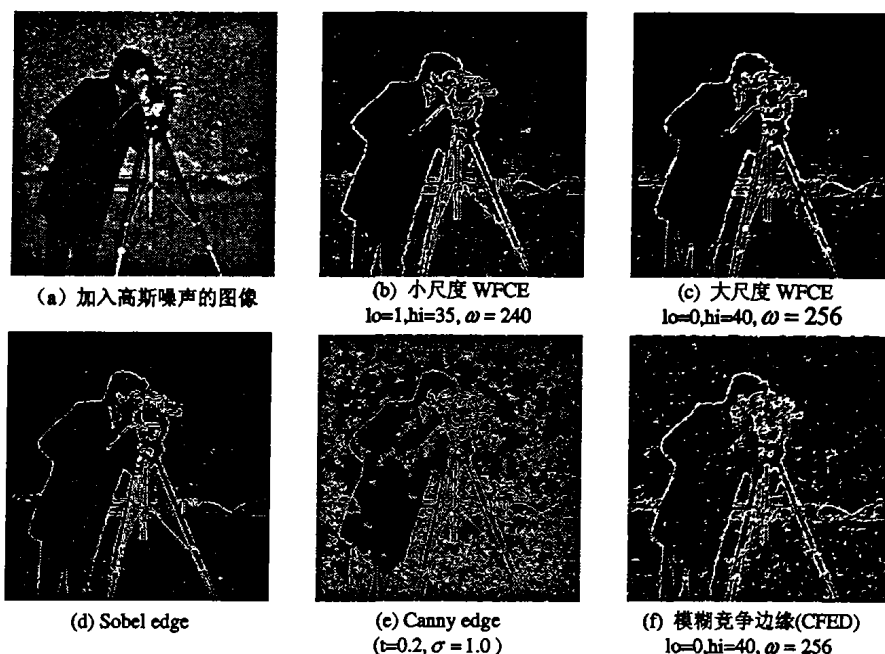 (a) 加入高斯噪声的图像
(b) 小尺度 WFCE
lo=1,hi=35, ω = 240
(c) 大尺度 WFCE
lo=0,hi=40, ω = 256
(d) Sobel edge
(e) Canny edge
(t=0.2, σ =1.0 )
(f) 模糊竞争边缘(CFED)
lo=0,hi=40, ω = 256